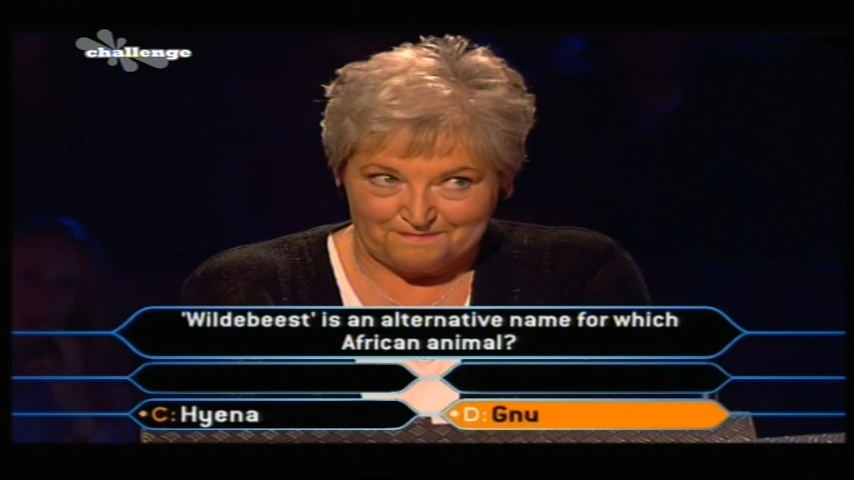 challenge
'Wildebeest' is an alternative name for which
African animal?
C: Hyena
D: Gnu